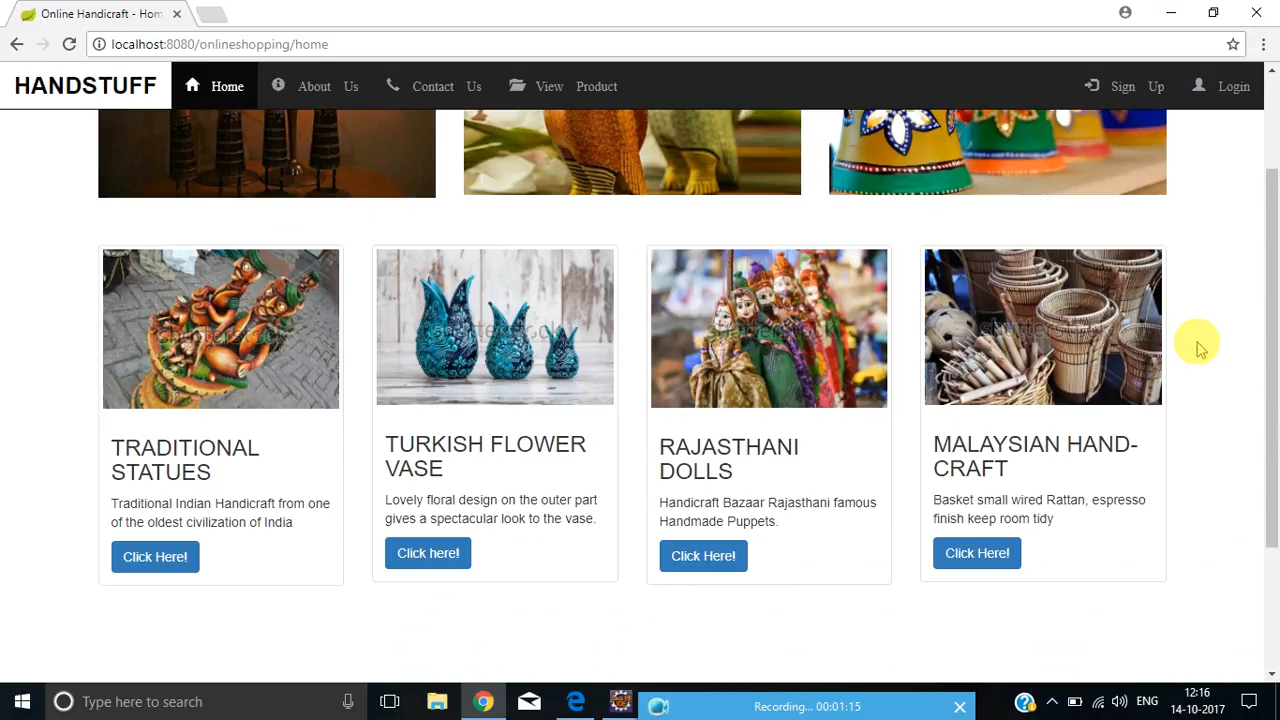 Online Handicraft - Hom
localhost:8080/onlineshopping/home
HANDSTUFF Home About Us Contact Us View Product Sign Up Login
shutterstock shutterstock shutterstock shutterstock
TRADITIONAL
STATUES
Traditional Indian Handicraft from one
of the oldest civilization of India
Click Here!
TURKISH FLOWER
VASE
Lovely floral design on the outer part
gives a spectacular look to the vase.
Click here!
RAJASTHANI
DOLLS
Handicraft Bazaar Rajasthani famous
Handmade Puppets.
Click Here!
MALAYSIAN HAND-
CRAFT
Basket small wired Rattan, espresso
finish keep room tidy
Click Here!
Type here to search
Recording... 00:01:15
ENG
12:16
14-10-2017